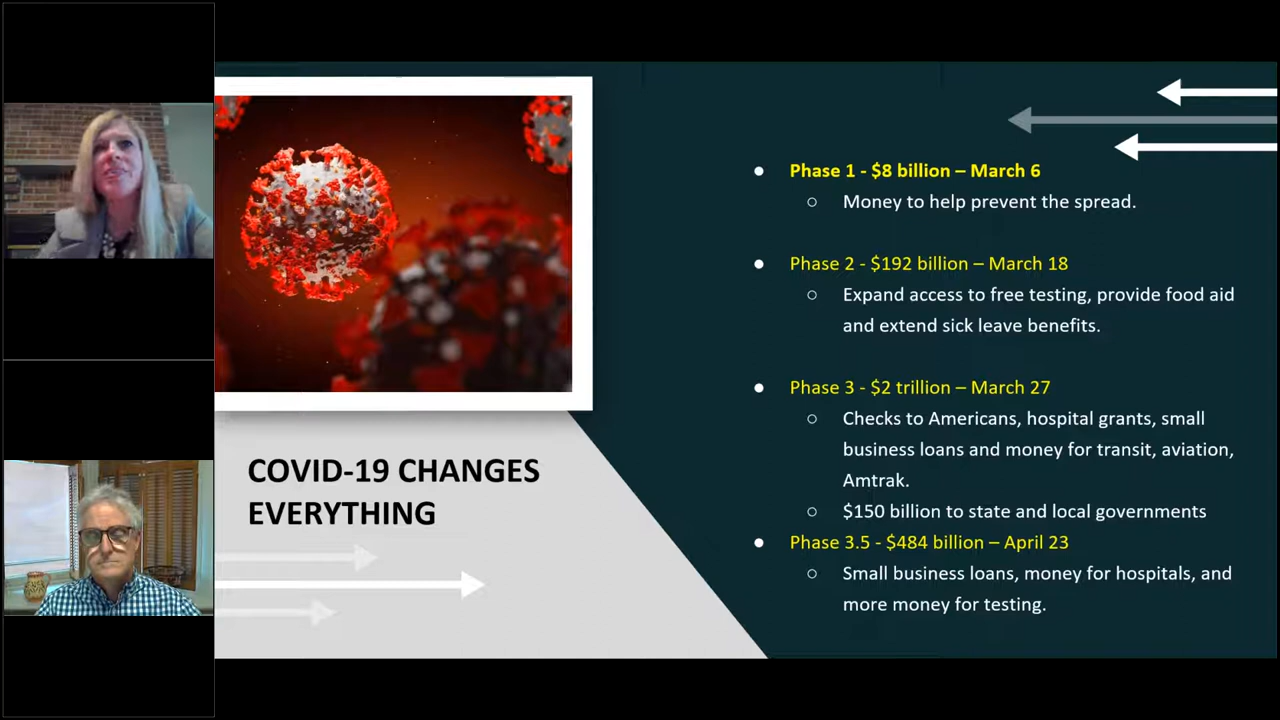 COVID-19 CHANGES
EVERYTHING
Phase 1 - $8 billion – March 6
Money to help prevent the spread.
Phase 2 - $192 billion – March 18
Expand access to free testing, provide food aid
and extend sick leave benefits.
Phase 3 - $2 trillion – March 27
Checks to Americans, hospital grants, small
business loans and money for transit, aviation,
Amtrak.
$150 billion to state and local governments
Phase 3.5 - $484 billion – April 23
Small business loans, money for hospitals, and
more money for testing.